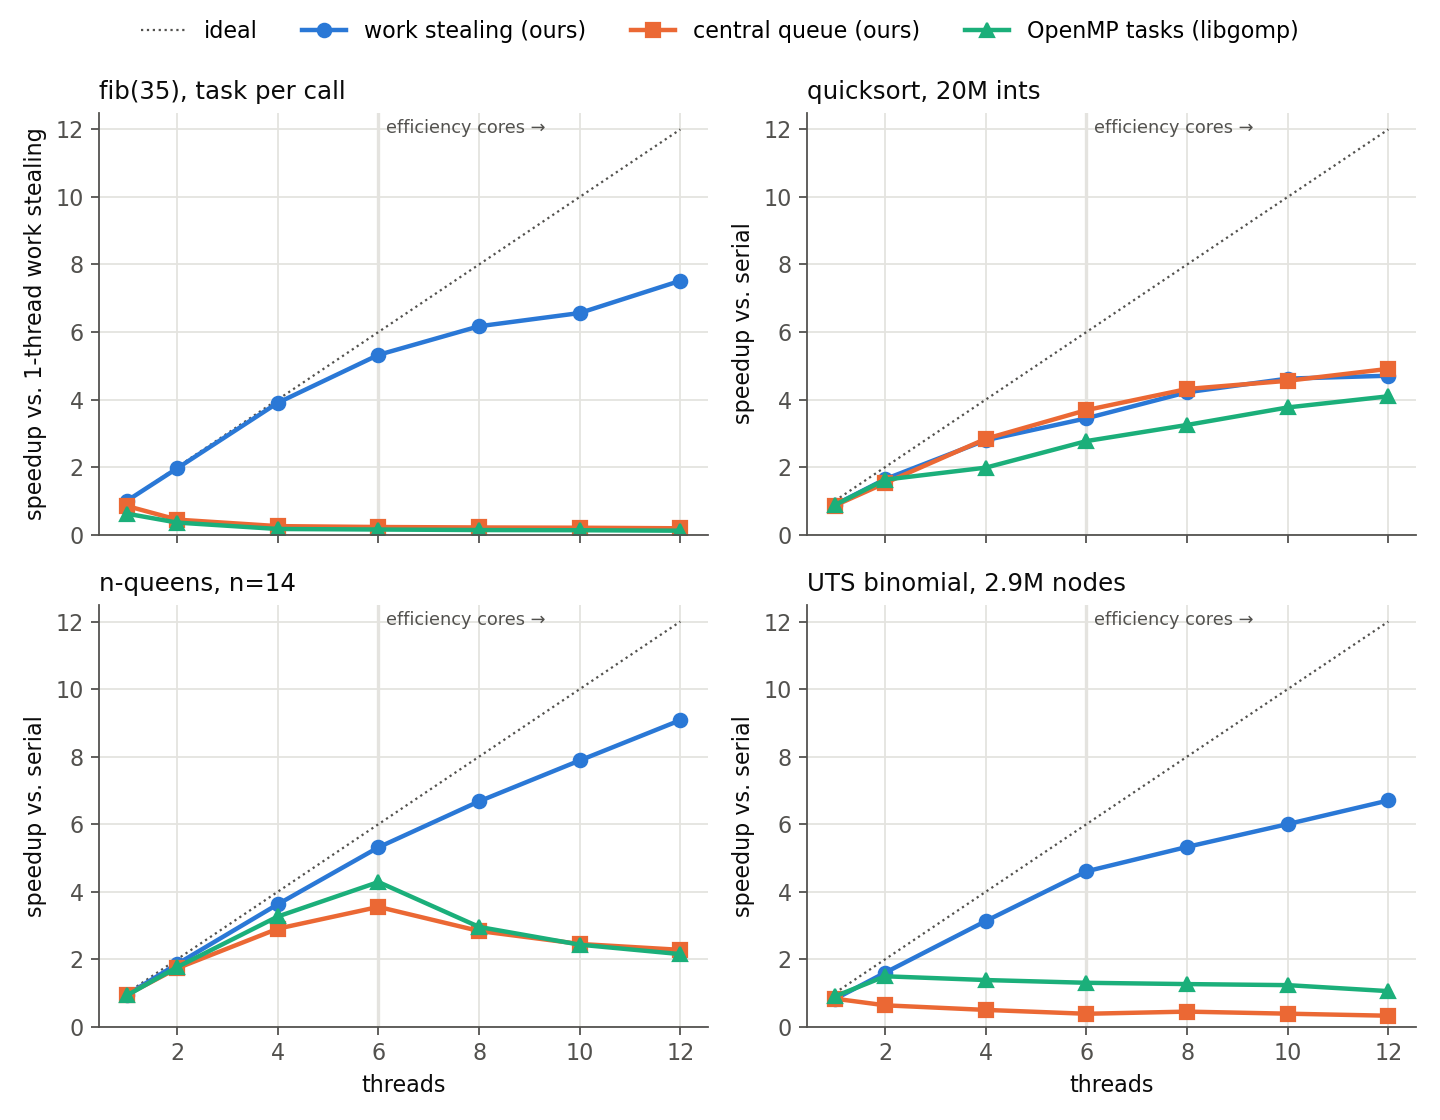 ideal
work stealing (ours)
central queue (ours)
OpenMP tasks (libgomp)
fib(35), task per call
efficiency cores →
speedup vs. 1-thread work stealing
12
10
8
6
4
2
0
quicksort, 20M ints
efficiency cores →
speedup vs. serial
12
10
8
6
4
2
0
n-queens, n=14
efficiency cores →
speedup vs. serial
12
10
8
6
4
2
0
2 4 6 8 10 12
threads
UTS binomial, 2.9M nodes
efficiency cores →
speedup vs. serial
12
10
8
6
4
2
0
2 4 6 8 10 12
threads